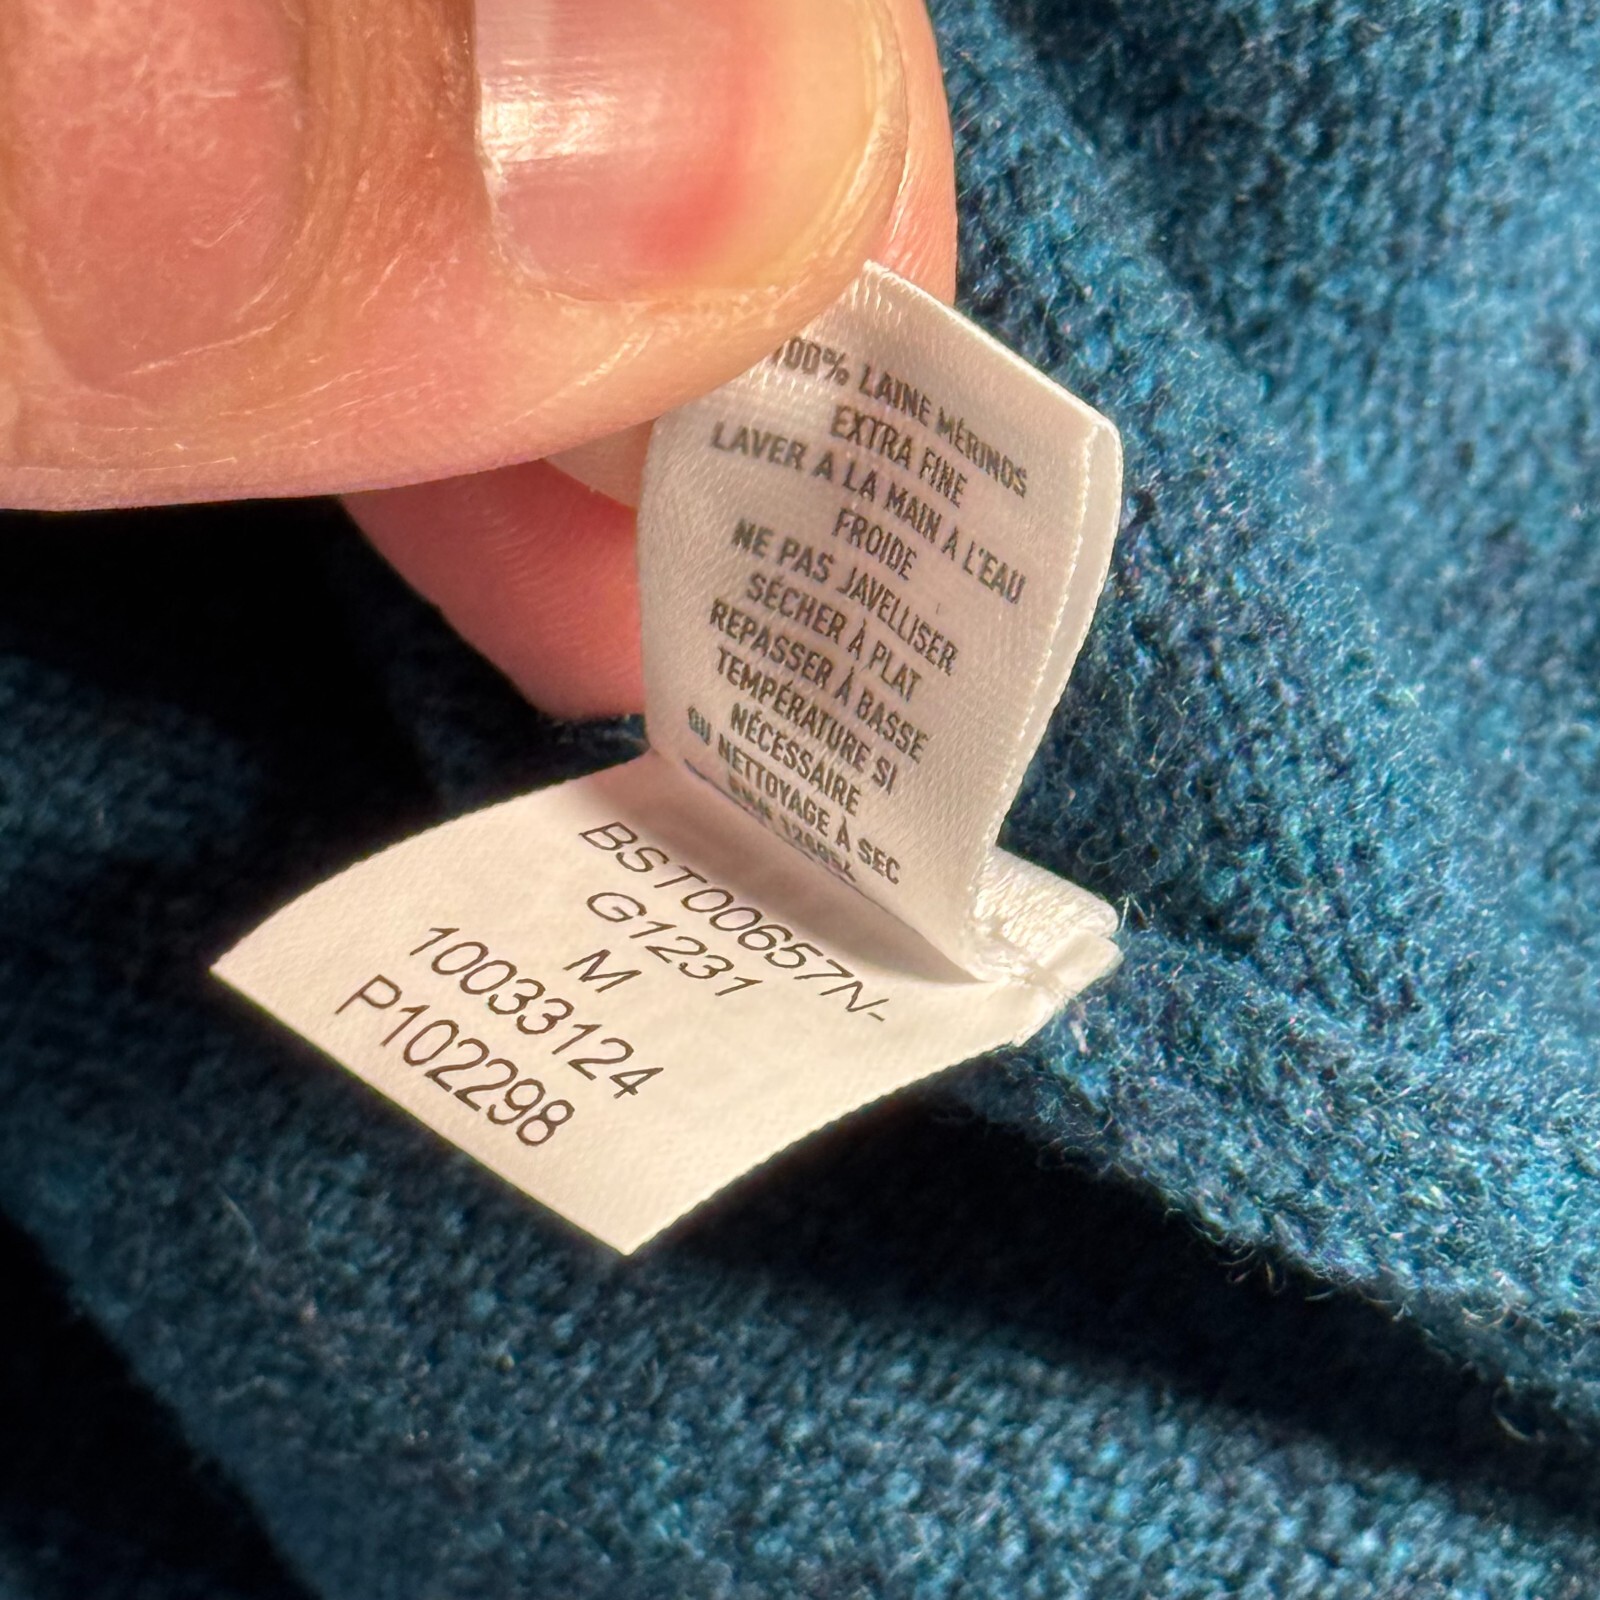 100% LAINE MÉRINOS
EXTRA FINE
LAVER A LA MAIN A L'EAU
FROIDE
NE PAS JAVELLISER
SÉCHER À PLAT
REPASSER À BASSE
TEMPÉRATURE SI
NÉCESSAIRE
OU NETTOYAGE À SEC
BST00657N-
G1231
M
10033124
P102298